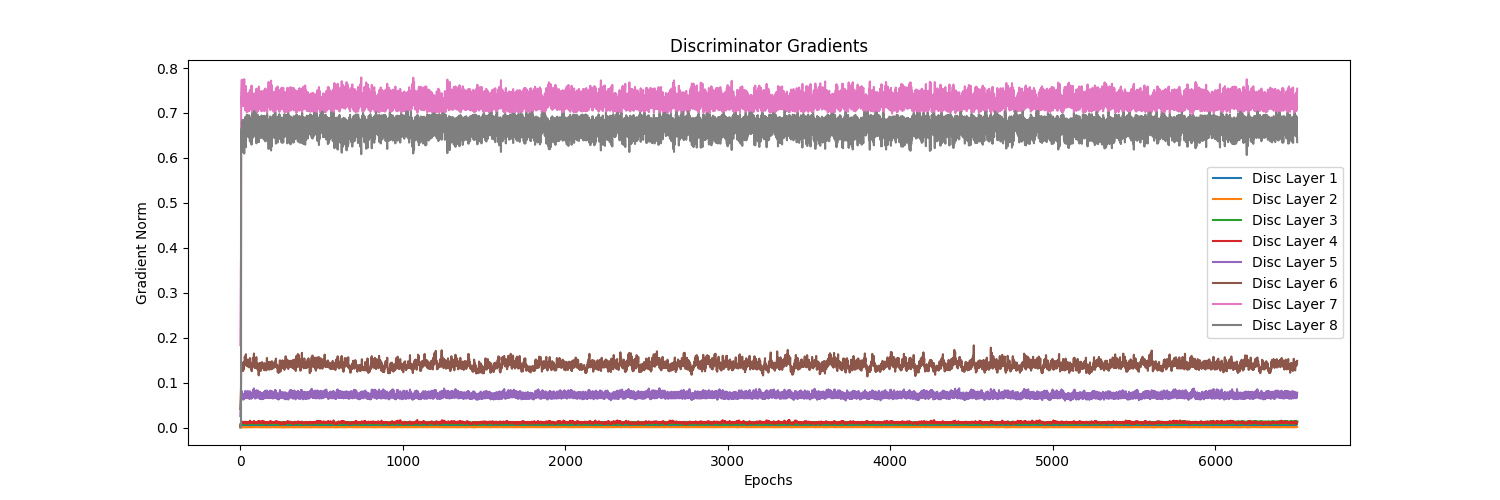 Discriminator Gradients
Gradient Norm
0.8
0.7
0.6
0.5
0.4
0.3
0.2
0.1
0.0
Disc Layer 1
Disc Layer 2
Disc Layer 3
Disc Layer 4
Disc Layer 5
Disc Layer 6
Disc Layer 7
Disc Layer 8
0 1000 2000 3000 4000 5000 6000
Epochs